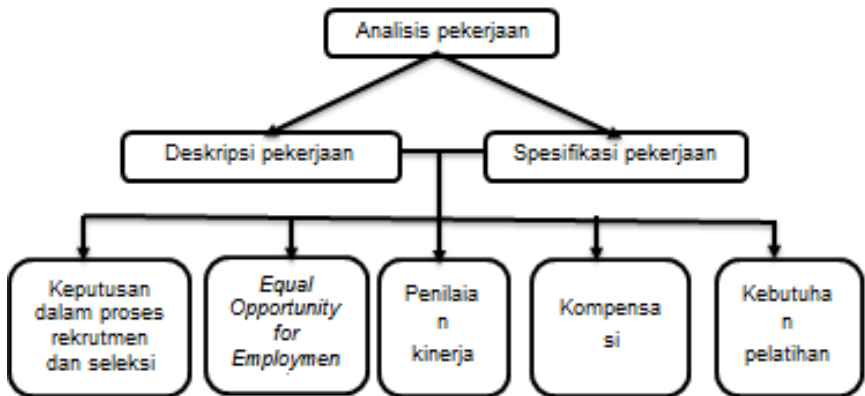 Analisis pekerjaan
Deskripsi pekerjaan
Spesifikasi pekerjaan
Keputusan
dalam proses
rekrutmen
dan seleksi
Equal
Opportunity
for
Employmen
Penilaia
n
kinerja
Kompensa
si
Kebutuha
n
pelatihan